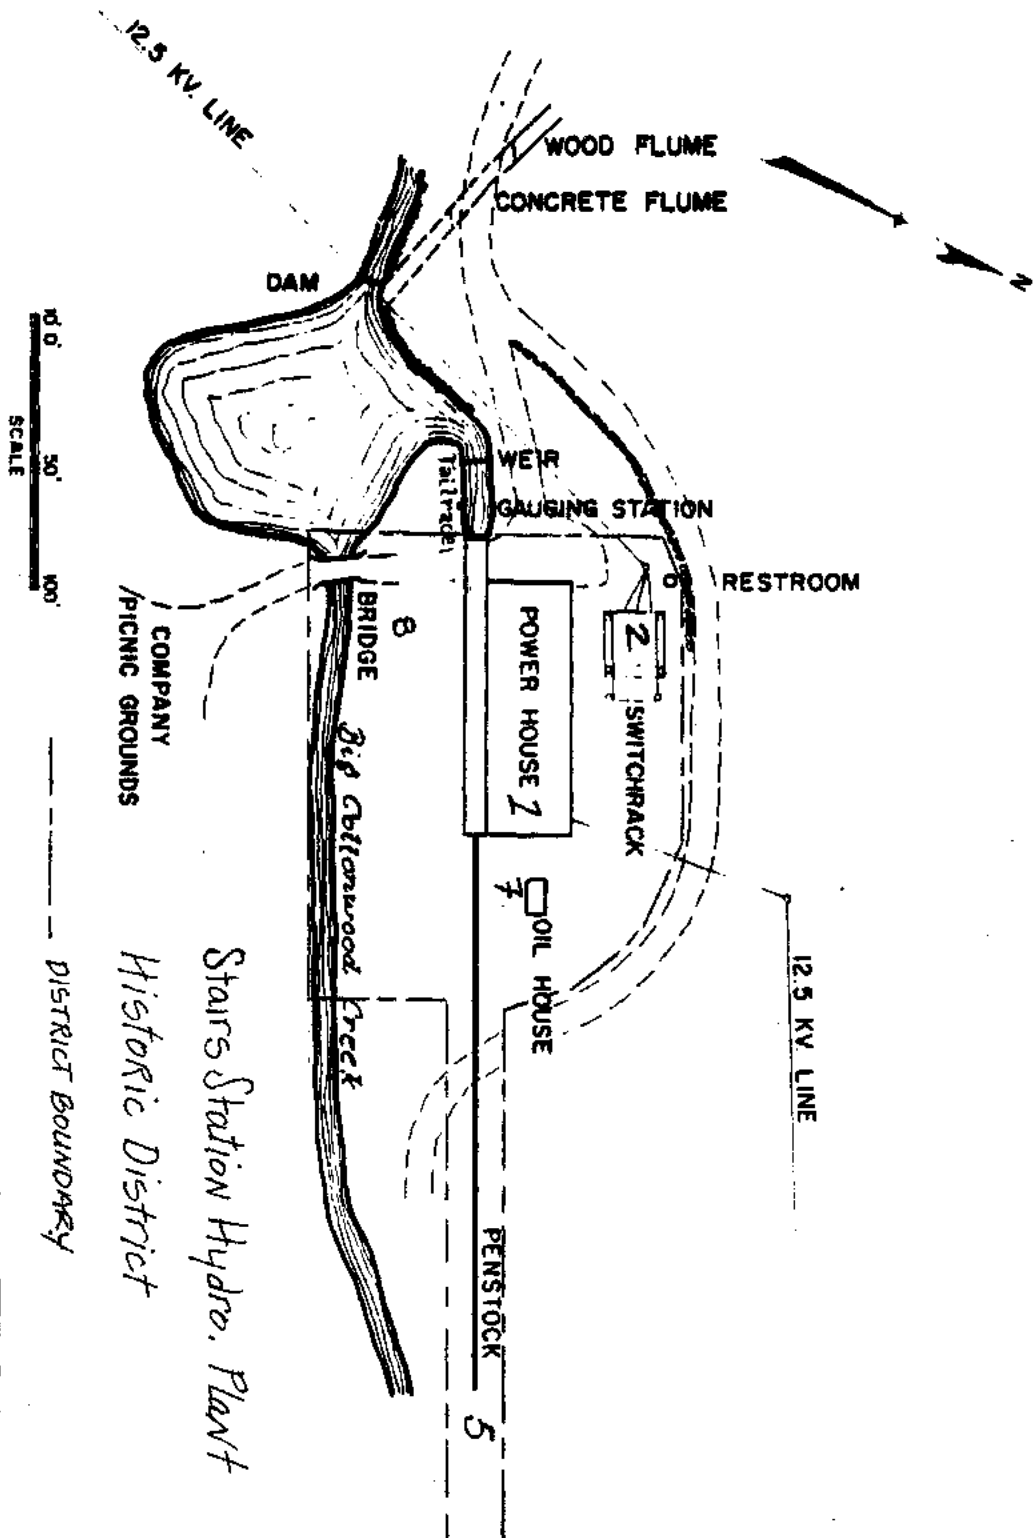 12.5 KV. LINE
WOOD FLUME
CONCRETE FLUME
N
DAM
WEIR
Tailrace
GAUGING STATION
RESTROOM
2
SWITCHRACK
POWER HOUSE 1
BRIDGE
8
COMPANY
PICNIC GROUNDS
Big Cottonwood Creek
7
OIL HOUSE
12.5 KV LINE
PENSTOCK
5
10' 0' 50' 100'
SCALE
Stairs Station Hydro. Plant
Historic District
DISTRICT BOUNDARY